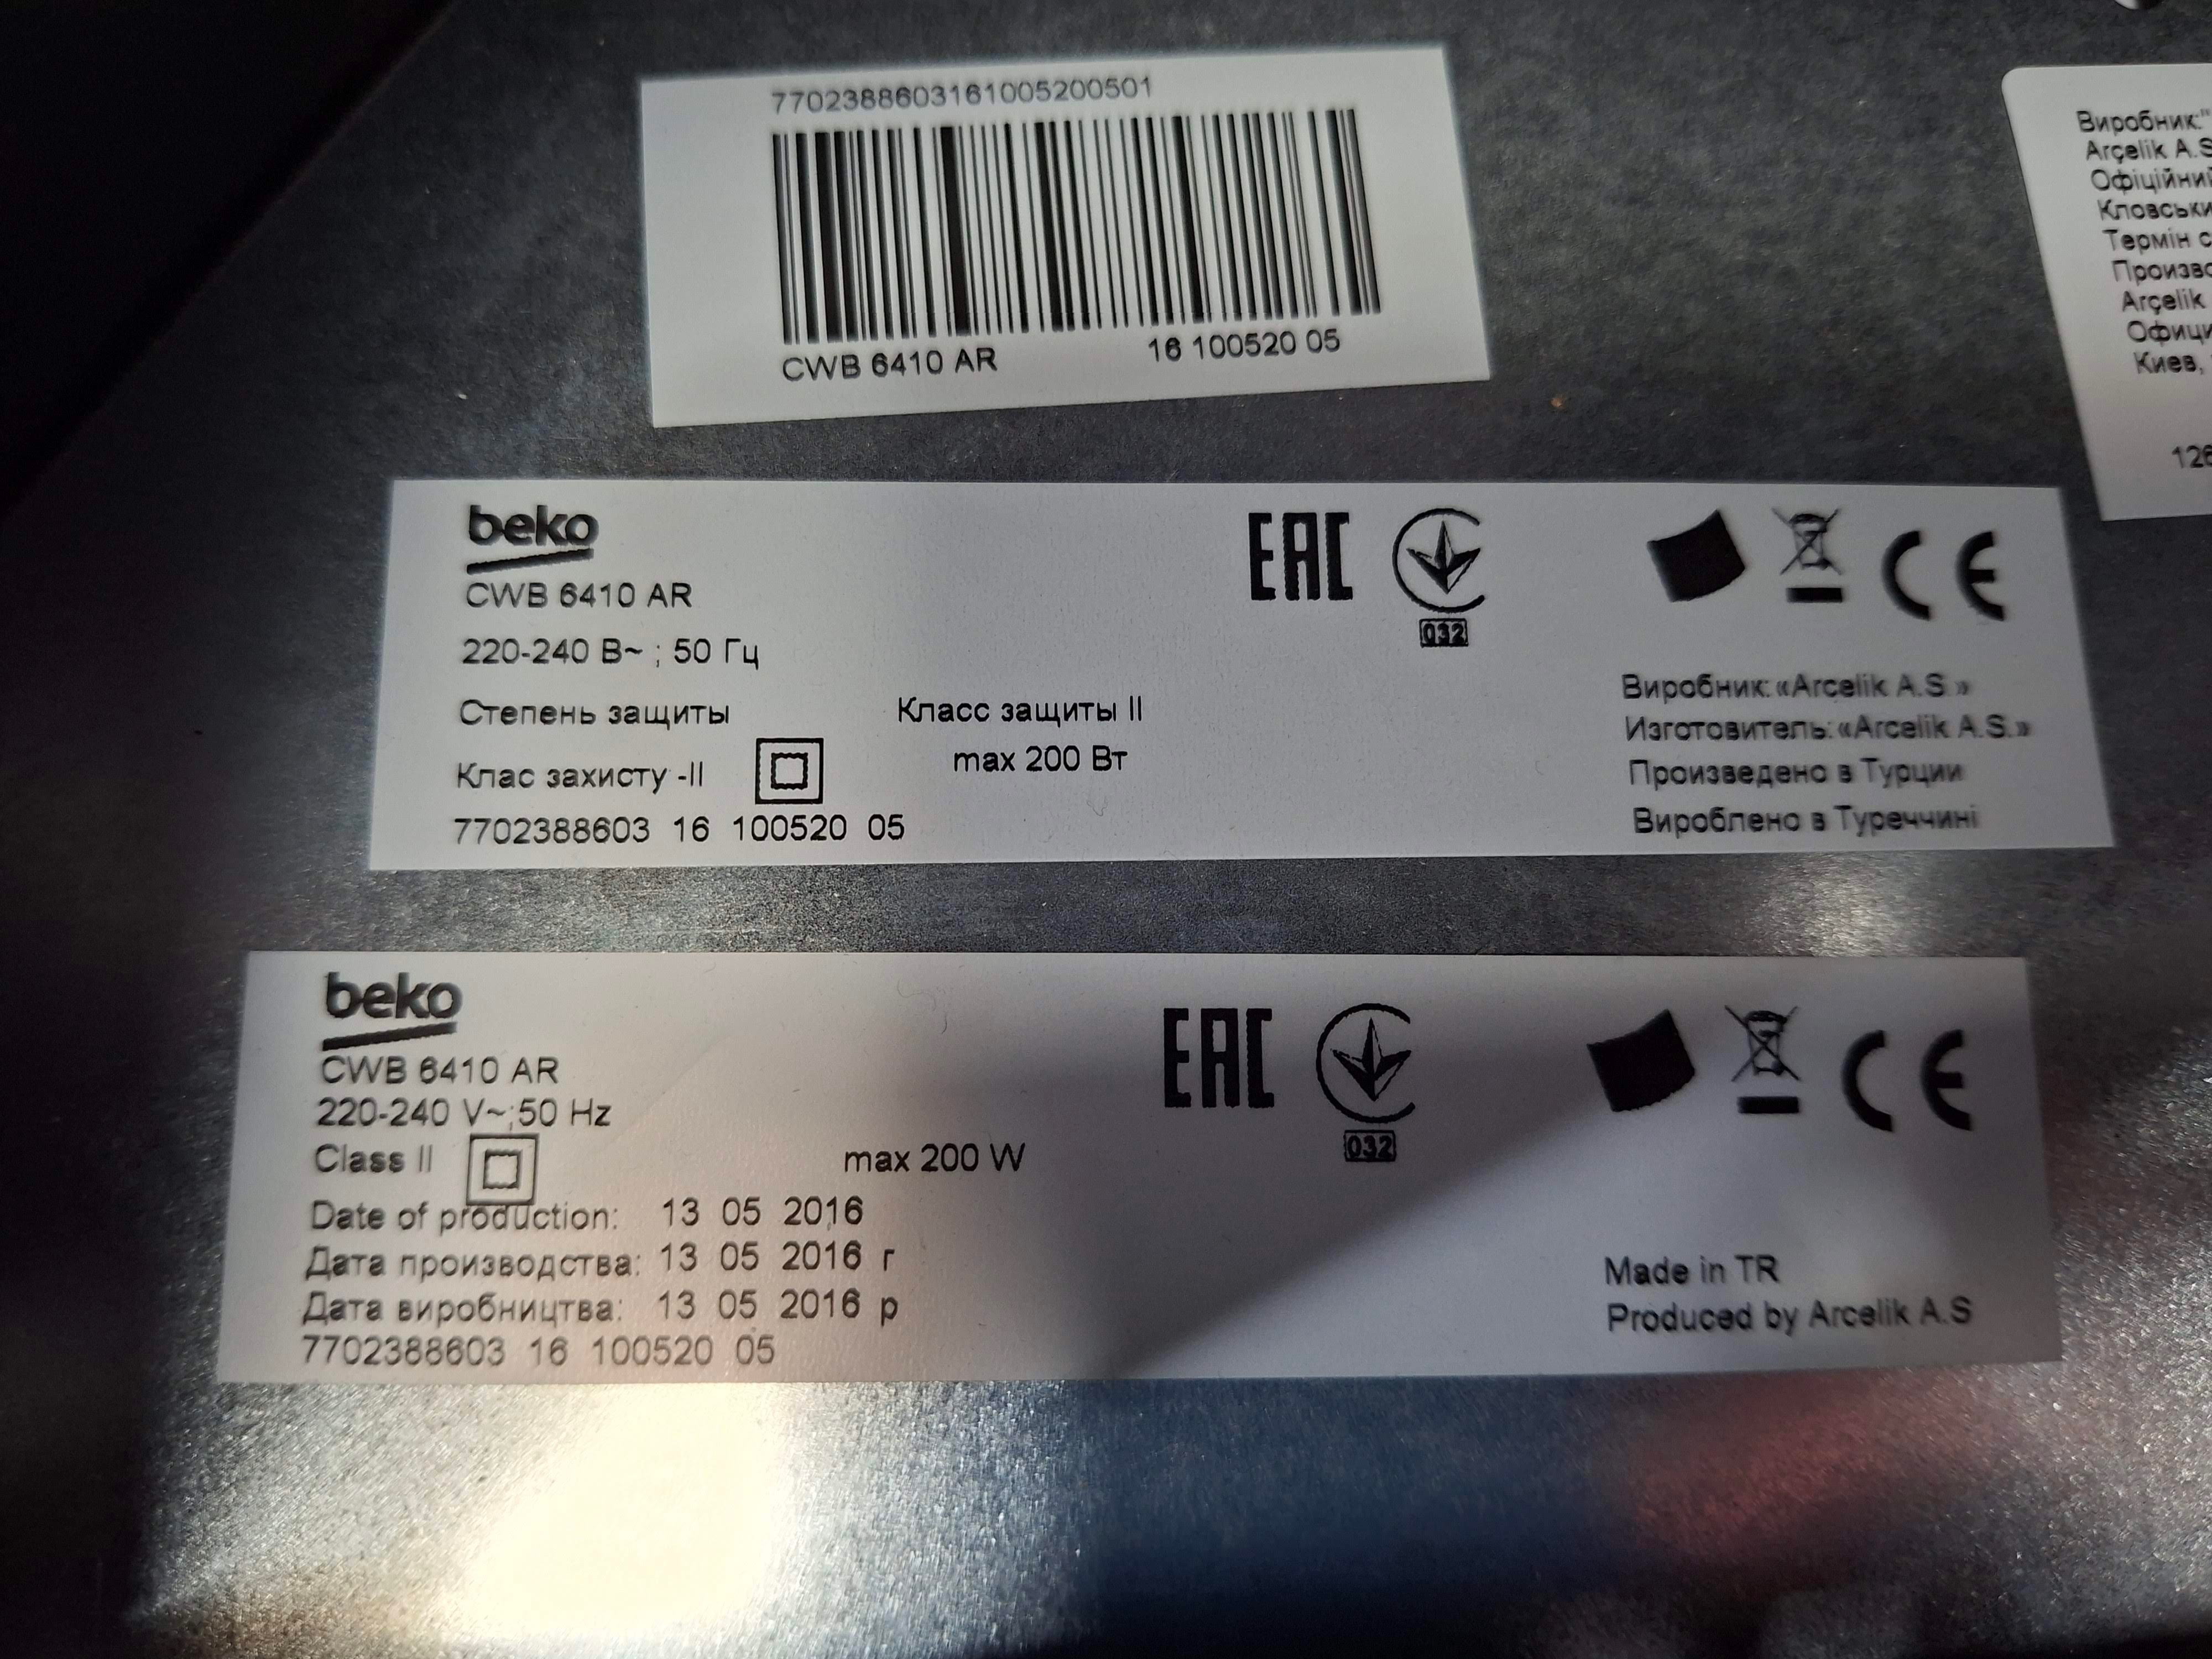 7702388603161005200501
CWB 6410 AR 16 100520 05
beko
CWB 6410 AR
220-240 В~ ; 50 Гц
Степень защиты Класс защиты II
Клас захисту -II max 200 Вт
7702388603 16 100520 05
EAC
032
CE
Виробник: «Arcelik A.S.»
Изготовитель: «Arcelik A.S.»
Произведено в Турции
Вироблено в Туреччині
beko
CWB 6410 AR
220-240 V~;50 Hz
Class II max 200 W
Date of production: 13 05 2016
Дата производства: 13 05 2016 г
Дата виробництва: 13 05 2016 р
7702388603 16 100520 05
EAC
032
CE
Made in TR
Produced by Arcelik A.S
Виробник:"
Arçelik A.S
Офіційний
Термін
Arçelik
Киев,